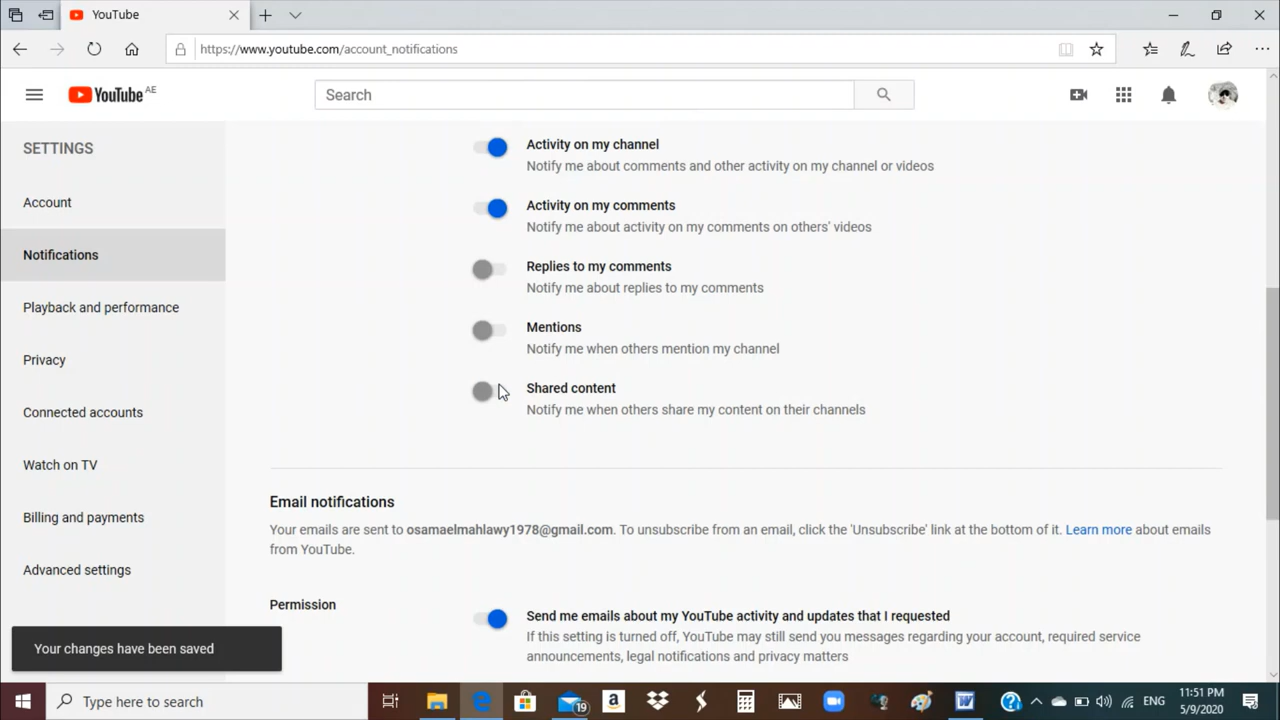 YouTube
https://www.youtube.com/account_notifications
YouTube AE
Search
SETTINGS
Account
Notifications
Playback and performance
Privacy
Connected accounts
Watch on TV
Billing and payments
Advanced settings
Activity on my channel
Notify me about comments and other activity on my channel or videos
Activity on my comments
Notify me about activity on my comments on others' videos
Replies to my comments
Notify me about replies to my comments
Mentions
Notify me when others mention my channel
Shared content
Notify me when others share my content on their channels
Email notifications
Your emails are sent to osamaelmahlawy1978@gmail.com. To unsubscribe from an email, click the 'Unsubscribe' link at the bottom of it. Learn more about emails
from YouTube.
Permission
Send me emails about my YouTube activity and updates that I requested
If this setting is turned off, YouTube may still send you messages regarding your account, required service
announcements, legal notifications and privacy matters
Your changes have been saved
Type here to search
19
ENG
11:51 PM
5/9/2020